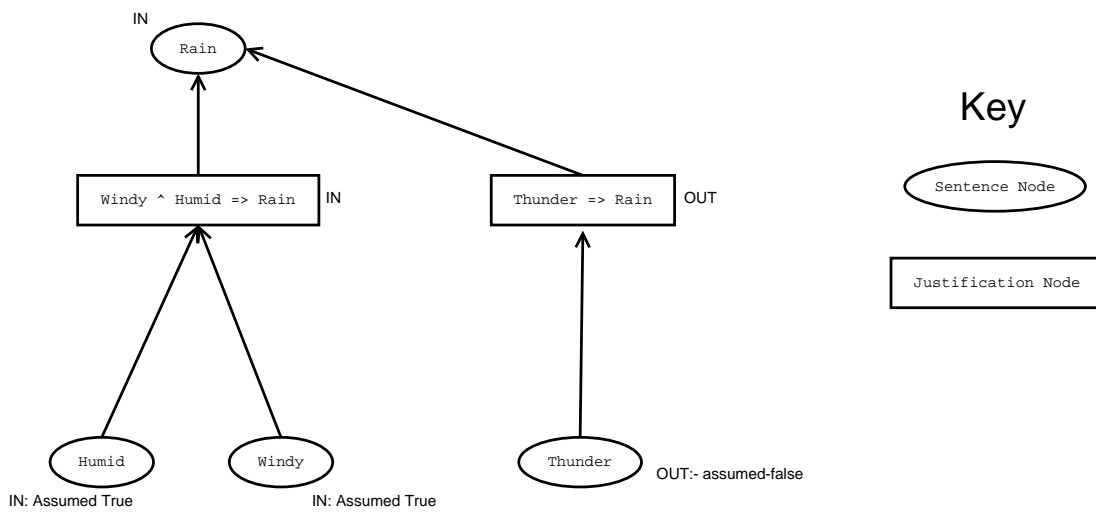 IN
Rain
Key
Windy ^ Humid => Rain
IN
Thunder => Rain
OUT
Sentence Node
Justification Node
Humid
Windy
Thunder
OUT:- assumed-false
IN: Assumed True
IN: Assumed True